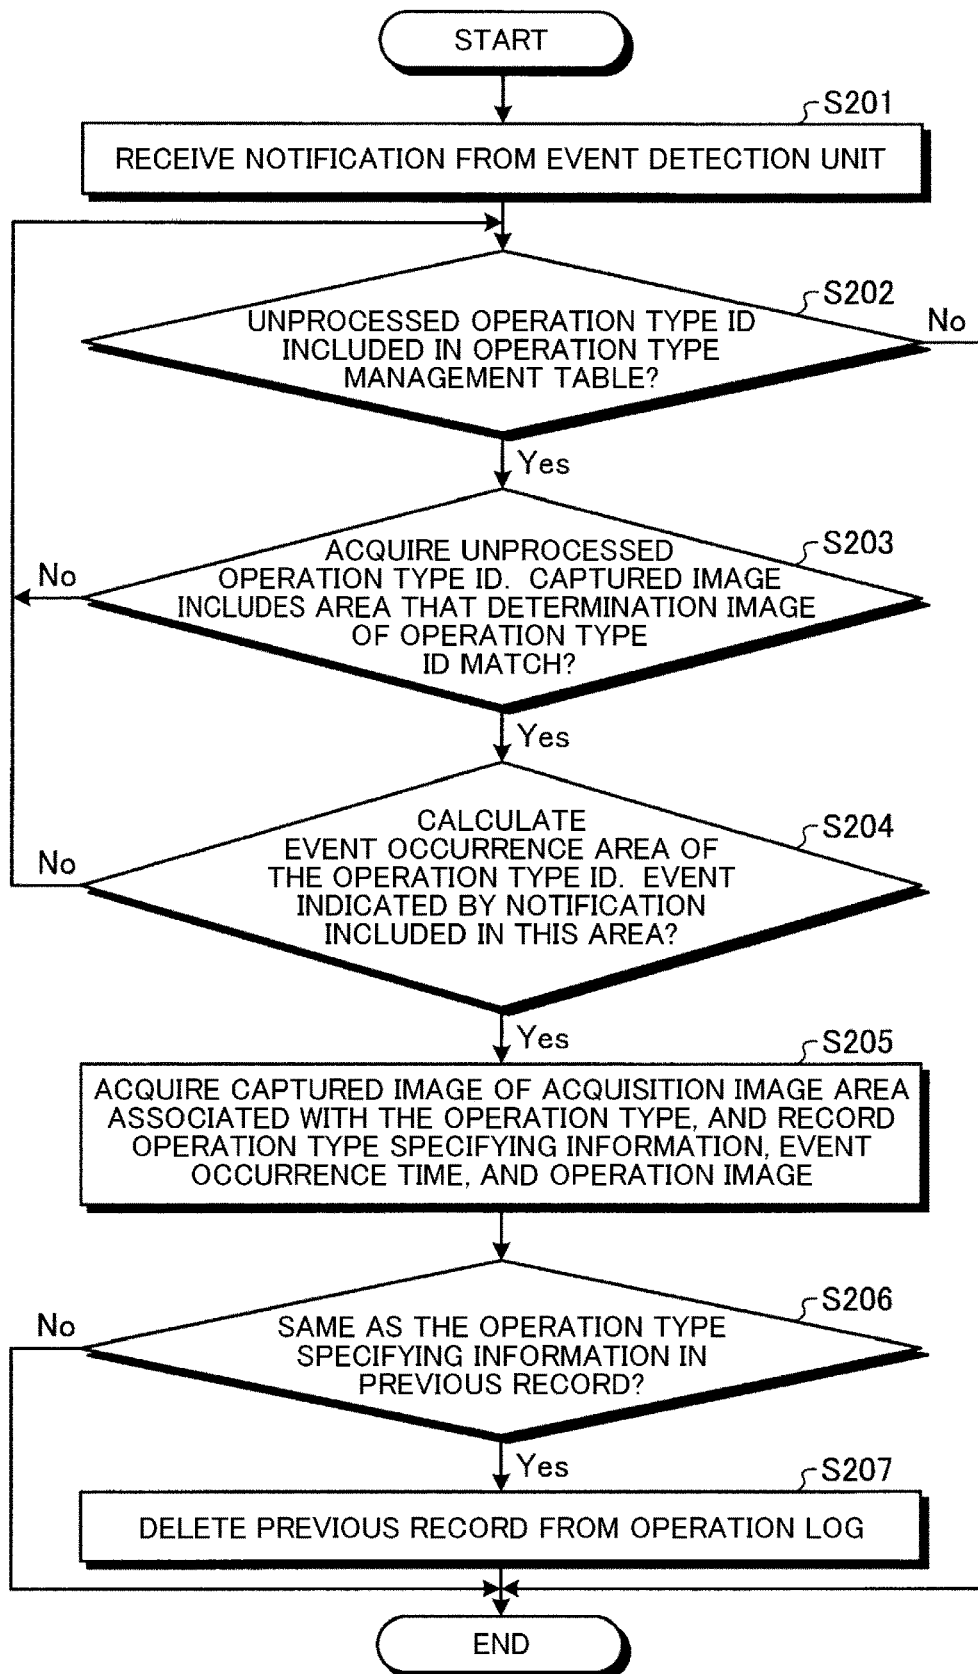 START
S201
RECEIVE NOTIFICATION FROM EVENT DETECTION UNIT
S202
UNPROCESSED OPERATION TYPE ID
INCLUDED IN OPERATION TYPE
MANAGEMENT TABLE?
No
Yes
S203
ACQUIRE UNPROCESSED
OPERATION TYPE ID. CAPTURED IMAGE
INCLUDES AREA THAT DETERMINATION IMAGE
OF OPERATION TYPE
ID MATCH?
No
Yes
S204
CALCULATE
EVENT OCCURRENCE AREA OF
THE OPERATION TYPE ID. EVENT
INDICATED BY NOTIFICATION
INCLUDED IN THIS AREA?
No
Yes
S205
ACQUIRE CAPTURED IMAGE OF ACQUISITION IMAGE AREA
ASSOCIATED WITH THE OPERATION TYPE, AND RECORD
OPERATION TYPE SPECIFYING INFORMATION, EVENT
OCCURRENCE TIME, AND OPERATION IMAGE
S206
SAME AS THE OPERATION TYPE
SPECIFYING INFORMATION IN
PREVIOUS RECORD?
No
Yes
S207
DELETE PREVIOUS RECORD FROM OPERATION LOG
END